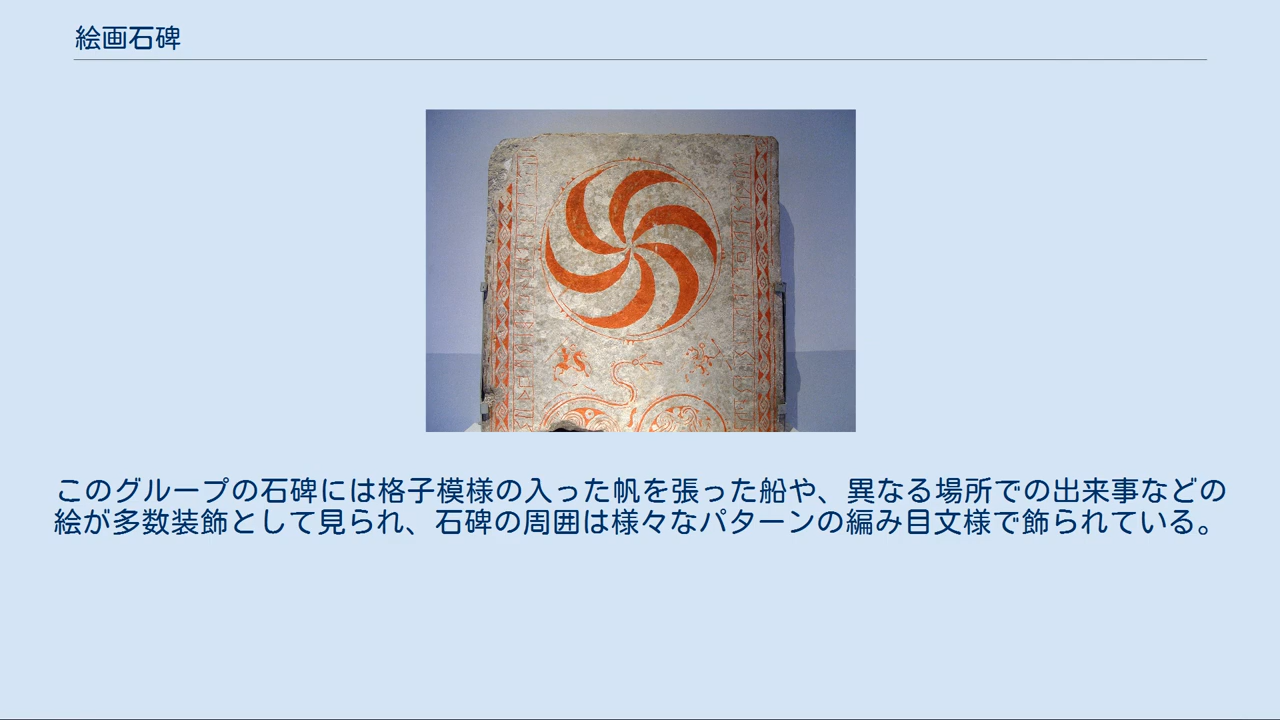 絵画石碑
このグループの石碑には格子模様の入った帆を張った船や、異なる場所での出来事などの
絵が多数装飾として見られ、石碑の周囲は様々なパターンの編み目文様で飾られている。